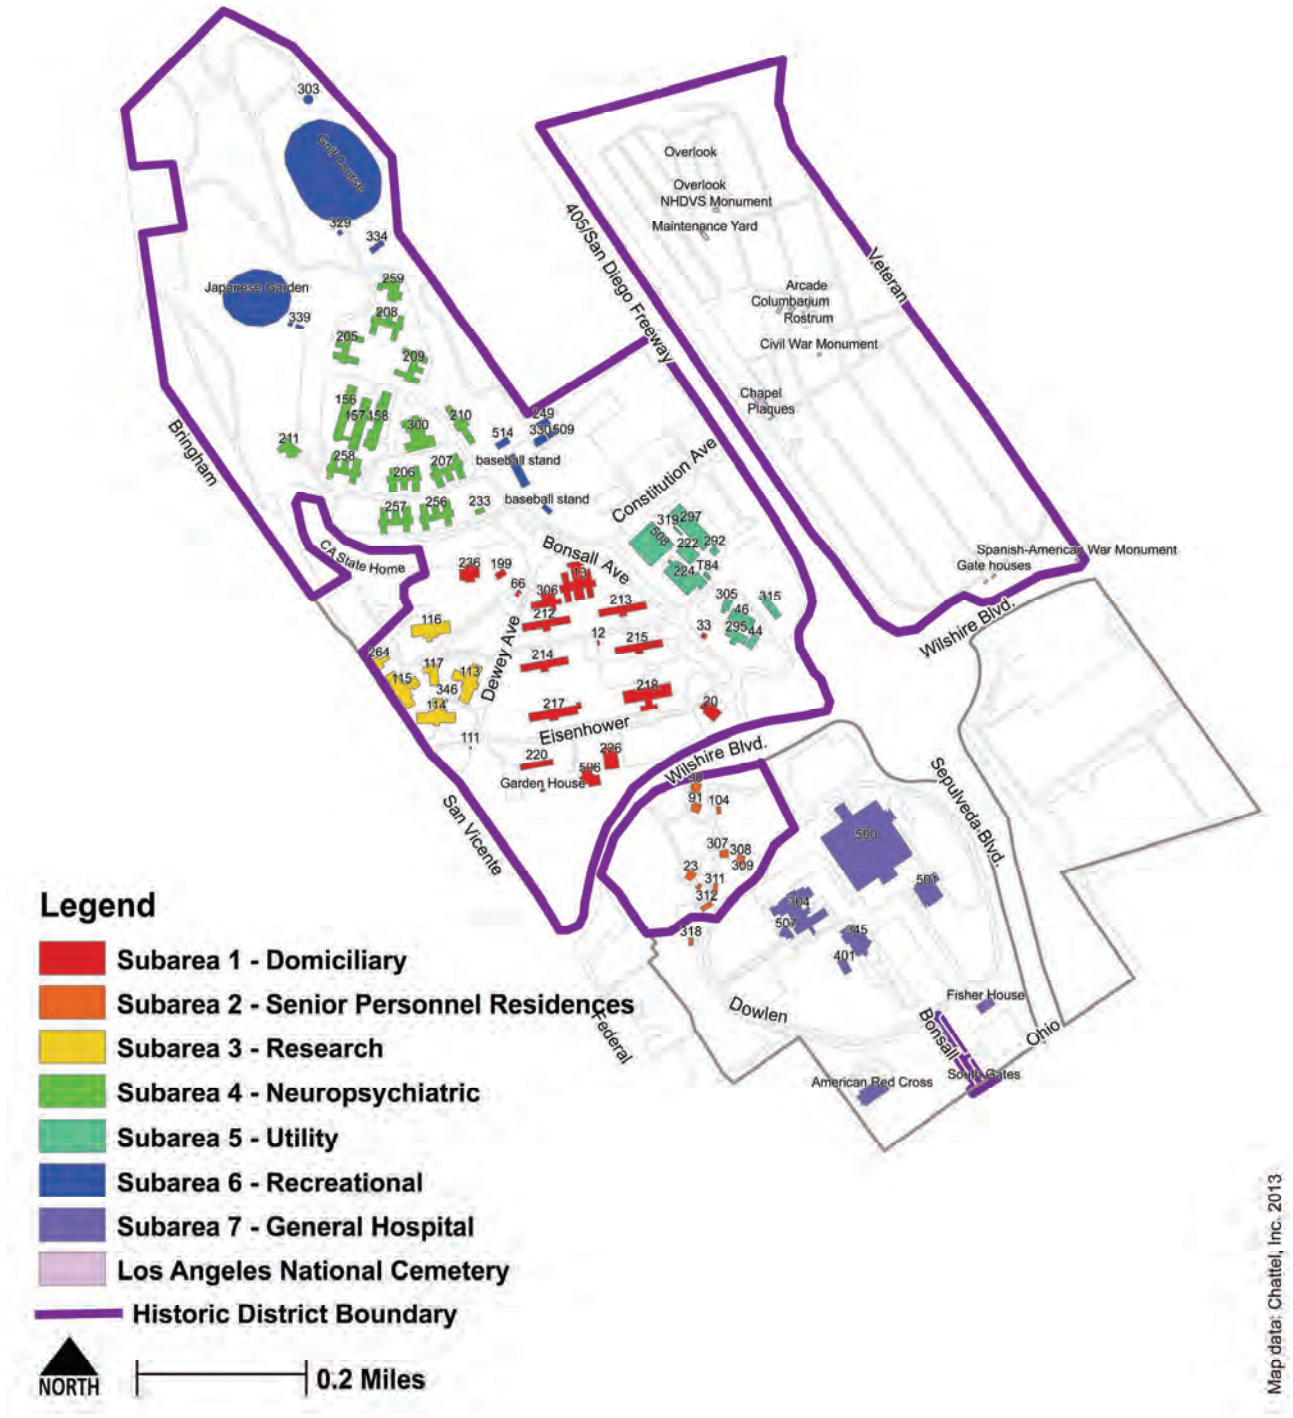 303
Golf Course
329
334
Japanese Garden
339
259
208
205
209
156
157
158
300
210
211
258
206
207
257
256
233
249
330
509
514
baseball stand
baseball stand
Bringham
CA State Home
Overlook
Overlook
NHDVS Monument
Maintenance Yard
Arcade
Columbarium
Rostrum
Civil War Monument
Chapel
Plaques
Spanish-American War Monument
Gate houses
405/San Diego Freeway
Veteran
Wilshire Blvd.
Constitution Ave
Bonsall Ave
319
297
508
222
292
224
T84
305
46
315
295
44
236
199
66
306
13
212
213
12
33
214
215
217
218
20
Eisenhower
220
226
Garden House
Dewey Ave
116
264
117
113
115
346
114
111
San Vicente
Wilshire Blvd.
91
104
307
308
309
23
311
312
318
500
501
304
507
345
401
Sepulveda Blvd.
Fisher House
Dowlen
Federal
Bonsall
Ohio
South Gates
American Red Cross
Legend
Subarea 1 - Domiciliary
Subarea 2 - Senior Personnel Residences
Subarea 3 - Research
Subarea 4 - Neuropsychiatric
Subarea 5 - Utility
Subarea 6 - Recreational
Subarea 7 - General Hospital
Los Angeles National Cemetery
Historic District Boundary
NORTH
0.2 Miles
Map data: Chattel, Inc. 2013